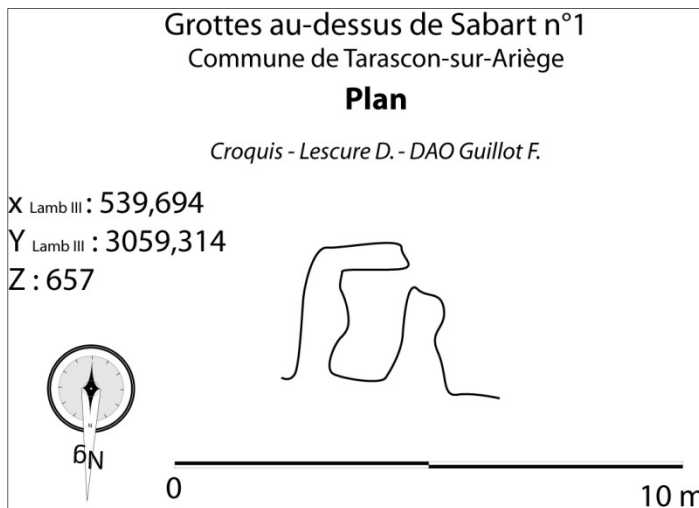 Grottes au-dessus de Sabart n°1
Commune de Tarascon-sur-Ariège
Plan
Croquis - Lescure D. - DAO Guillot F.
x Lamb III : 539,694
Y Lamb III : 3059,314
Z : 657
N
Ng
0
10 m